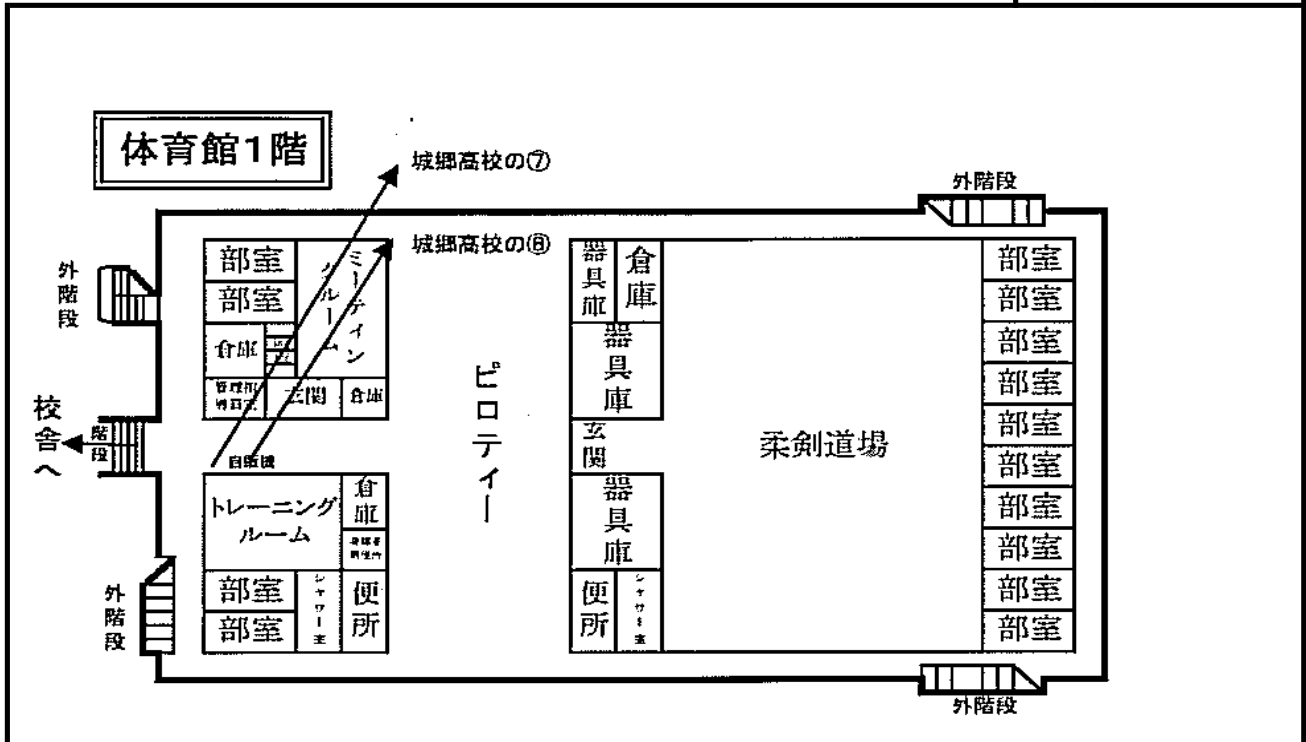 体育館1階
城郷高校の⑦
城郷高校の⑧
外階段
外階段
校舎へ
階段
外階段
外階段
部室
部室
倉庫
ミーティングルーム
玄関
倉庫
自販機
トレーニングルーム
倉庫
部室
部室
シャワー室
便所
ピロティー
器具庫
倉庫
器具庫
玄関
器具庫
便所
シャワー室
柔剣道場
部室
部室
部室
部室
部室
部室
部室
部室
部室
部室